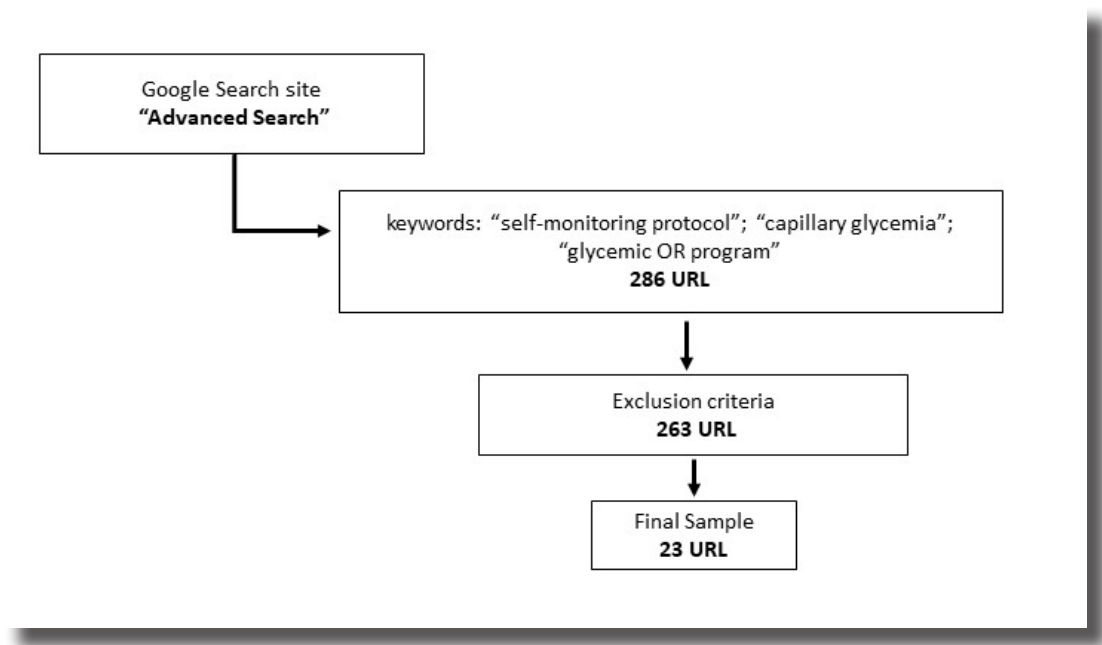 Google Search site
“Advanced Search”
keywords: “self-monitoring protocol”; “capillary glycemia”;
“glycemic OR program”
286 URL
Exclusion criteria
263 URL
Final Sample
23 URL